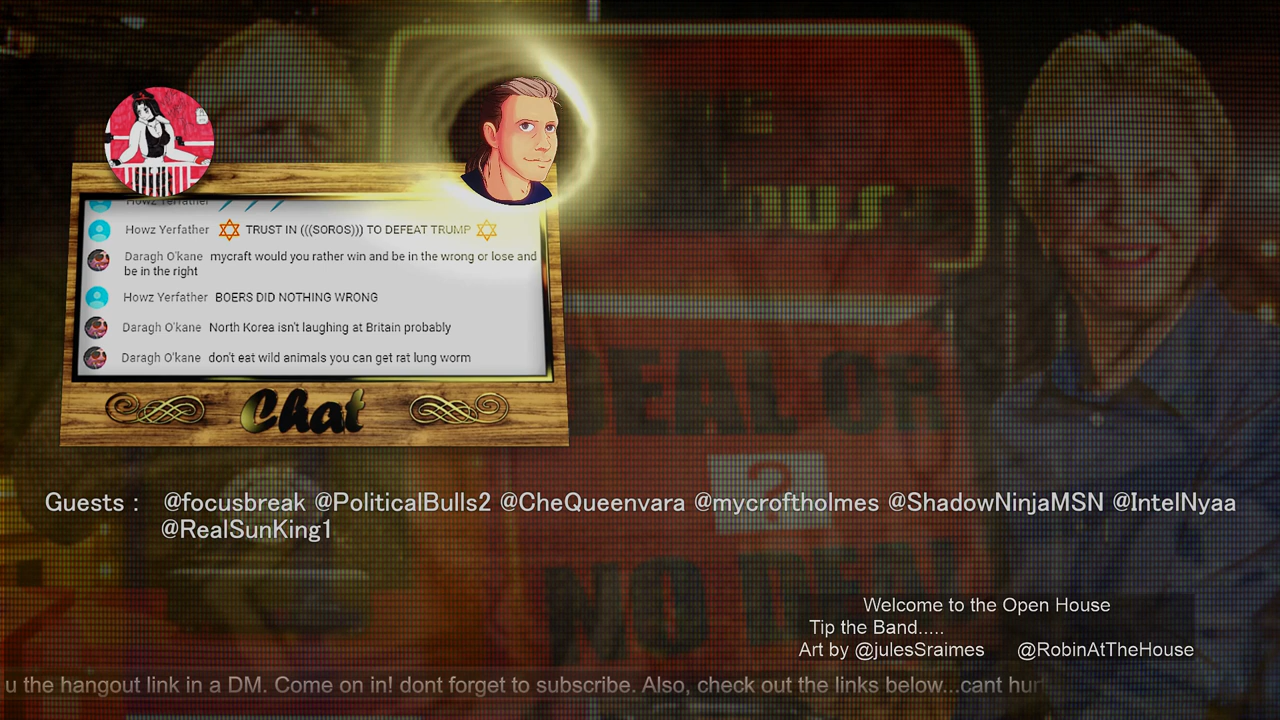 Howz Yerfather
Howz Yerfather ✡ TRUST IN (((SOROS))) TO DEFEAT TRUMP ✡
Daragh O'kane mycraft would you rather win and be in the wrong or lose and
be in the right
Howz Yerfather BOERS DID NOTHING WRONG
Daragh O'kane North Korea isn't laughing at Britain probably
Daragh O'kane don't eat wild animals you can get rat lung worm
Chat
DEAL OR
?
NO DEAL
Guests : @focusbreak @PoliticalBulls2 @CheQueenvara @mycroftholmes @ShadowNinjaMSN @IntelNyaa
@RealSunKing1
Welcome to the Open House
Tip the Band.....
Art by @julesSraimes @RobinAtTheHouse
u the hangout link in a DM. Come on in! dont forget to subscribe. Also, check out the links below...cant hur